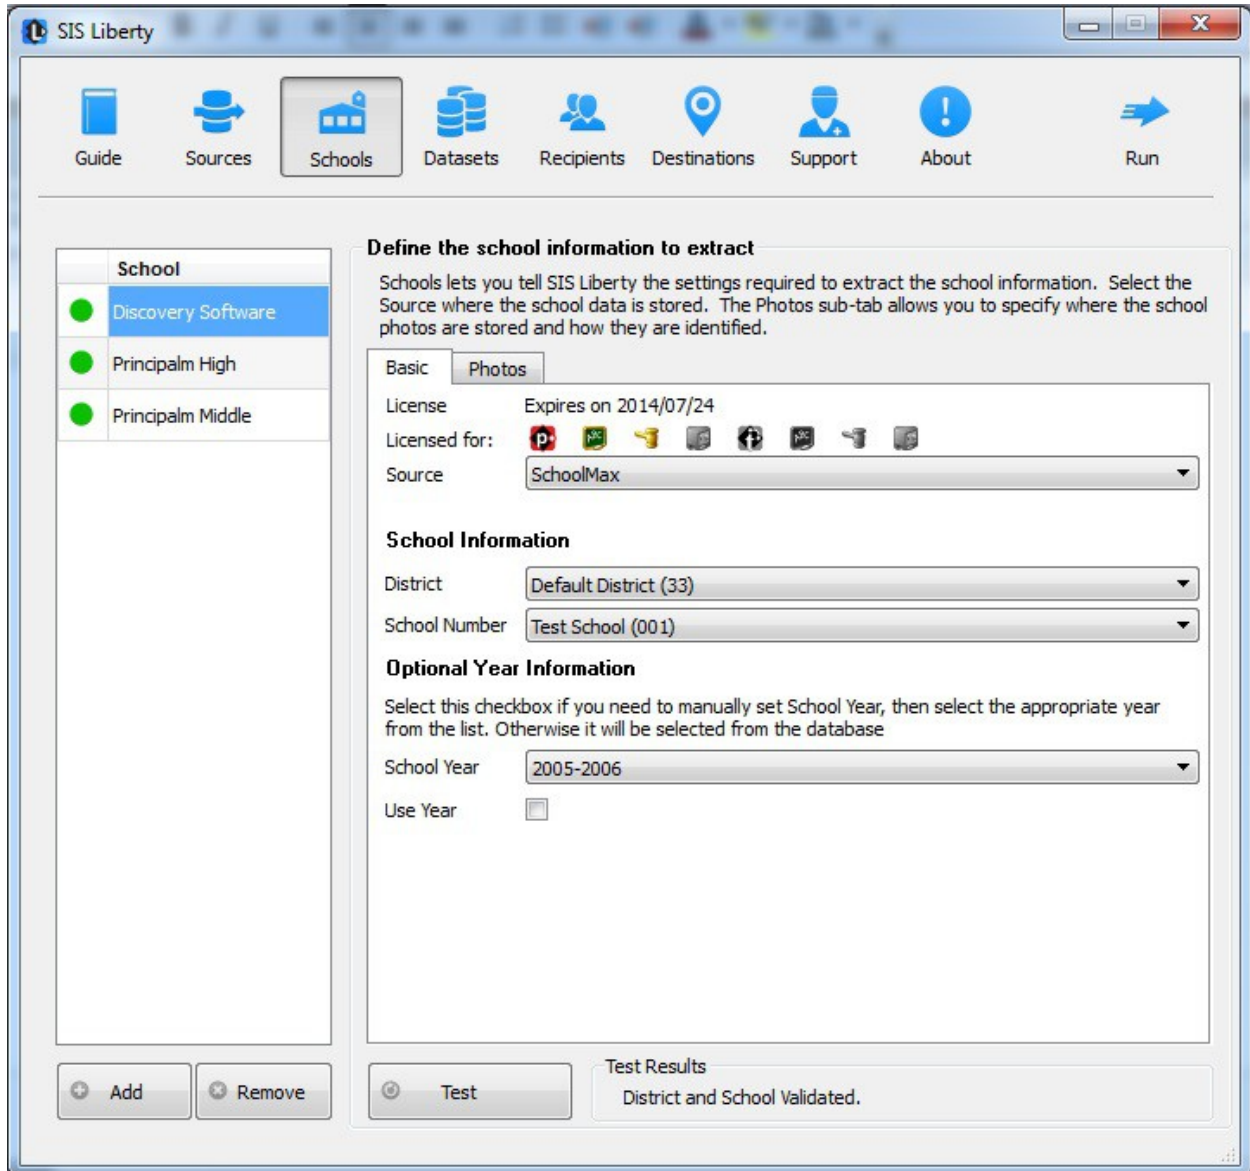 SIS Liberty
Guide Sources Schools Datasets Recipients Destinations Support About Run
School
Discovery Software
Principalm High
Principalm Middle
Add Remove
Define the school information to extract
Schools lets you tell SIS Liberty the settings required to extract the school information. Select the
Source where the school data is stored. The Photos sub-tab allows you to specify where the school
photos are stored and how they are identified.
Basic Photos
License Expires on 2014/07/24
Licensed for:
Source SchoolMax
School Information
District Default District (33)
School Number Test School (001)
Optional Year Information
Select this checkbox if you need to manually set School Year, then select the appropriate year
from the list. Otherwise it will be selected from the database
School Year 2005-2006
Use Year
Test
Test Results
District and School Validated.